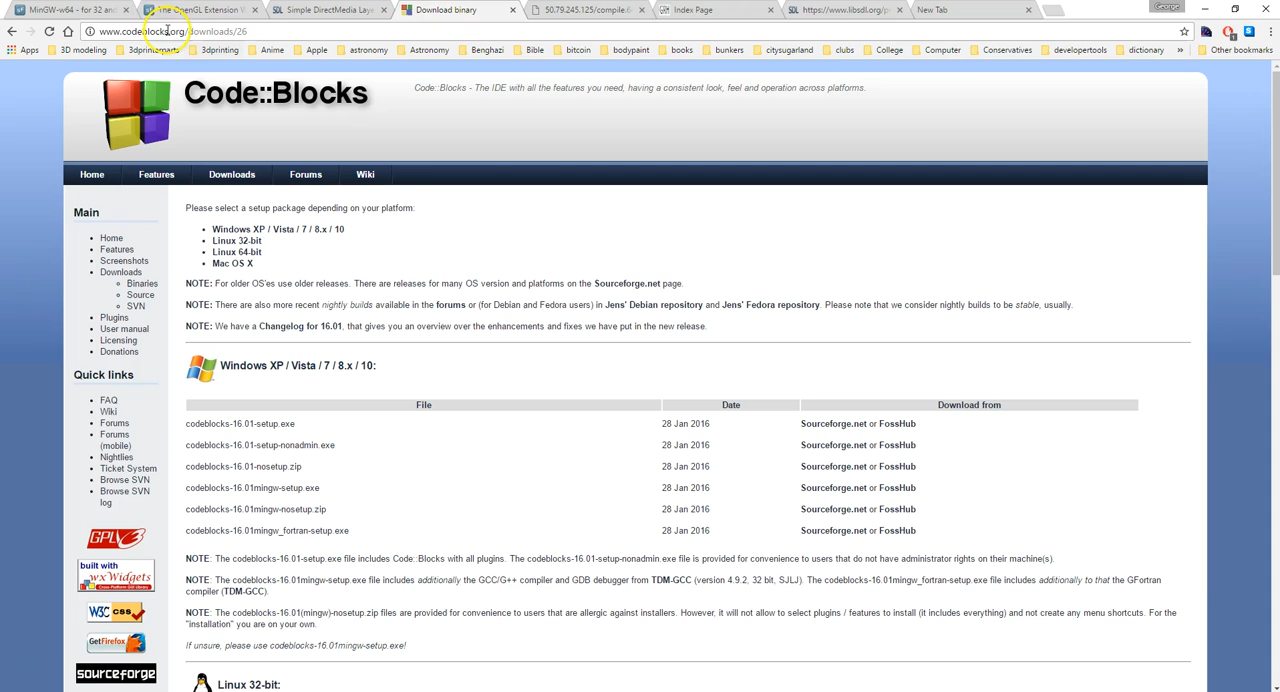 MinGW-w64 - for 32 and
The OpenGL Extension W
Simple DirectMedia Laye
Download binary
50.79.245.125/compile.6
Index Page
https://www.libsdl.org/p
New Tab
George
www.codeblocks.org/downloads/26
Apps 3D modeling 3dprinterparts 3dprinting Anime Apple astronomy Astronomy Benghazi Bible bitcoin bodypaint books bunkers citysugarland clubs College Computer Conservatives developertools dictionary » Other bookmarks
Code::Blocks
Code::Blocks - The IDE with all the features you need, having a consistent look, feel and operation across platforms.
Home Features Downloads Forums Wiki
Main
Home
Features
Screenshots
Downloads
Binaries
Source
SVN
Plugins
User manual
Licensing
Donations
Quick links
FAQ
Wiki
Forums
Forums
(mobile)
Nightlies
Ticket System
Browse SVN
Browse SVN
log
GPL 3
built with
wxWidgets
W3C css
GetFirefox
sourceforge
Please select a setup package depending on your platform:
Windows XP / Vista / 7 / 8.x / 10
Linux 32-bit
Linux 64-bit
Mac OS X
NOTE: For older OS'es use older releases. There are releases for many OS version and platforms on the Sourceforge.net page.
NOTE: There are also more recent nightly builds available in the forums or (for Debian and Fedora users) in Jens' Debian repository and Jens' Fedora repository. Please note that we consider nightly builds to be stable, usually.
NOTE: We have a Changelog for 16.01, that gives you an overview over the enhancements and fixes we have put in the new release.
Windows XP / Vista / 7 / 8.x / 10:
File Date Download from
codeblocks-16.01-setup.exe 28 Jan 2016 Sourceforge.net or FossHub
codeblocks-16.01-setup-nonadmin.exe 28 Jan 2016 Sourceforge.net or FossHub
codeblocks-16.01-nosetup.zip 28 Jan 2016 Sourceforge.net or FossHub
codeblocks-16.01mingw-setup.exe 28 Jan 2016 Sourceforge.net or FossHub
codeblocks-16.01mingw-nosetup.zip 28 Jan 2016 Sourceforge.net or FossHub
codeblocks-16.01mingw_fortran-setup.exe 28 Jan 2016 Sourceforge.net or FossHub
NOTE: The codeblocks-16.01-setup.exe file includes Code::Blocks with all plugins. The codeblocks-16.01-setup-nonadmin.exe file is provided for convenience to users that do not have administrator rights on their machine(s).
NOTE: The codeblocks-16.01mingw-setup.exe file includes additionally the GCC/G++ compiler and GDB debugger from TDM-GCC (version 4.9.2, 32 bit, SJLJ). The codeblocks-16.01mingw_fortran-setup.exe file includes additionally to that the GFortran
compiler (TDM-GCC).
NOTE: The codeblocks-16.01(mingw)-nosetup.zip files are provided for convenience to users that are allergic against installers. However, it will not allow to select plugins / features to install (it includes everything) and not create any menu shortcuts. For the
"installation" you are on your own.
If unsure, please use codeblocks-16.01mingw-setup.exe!
Linux 32-bit: